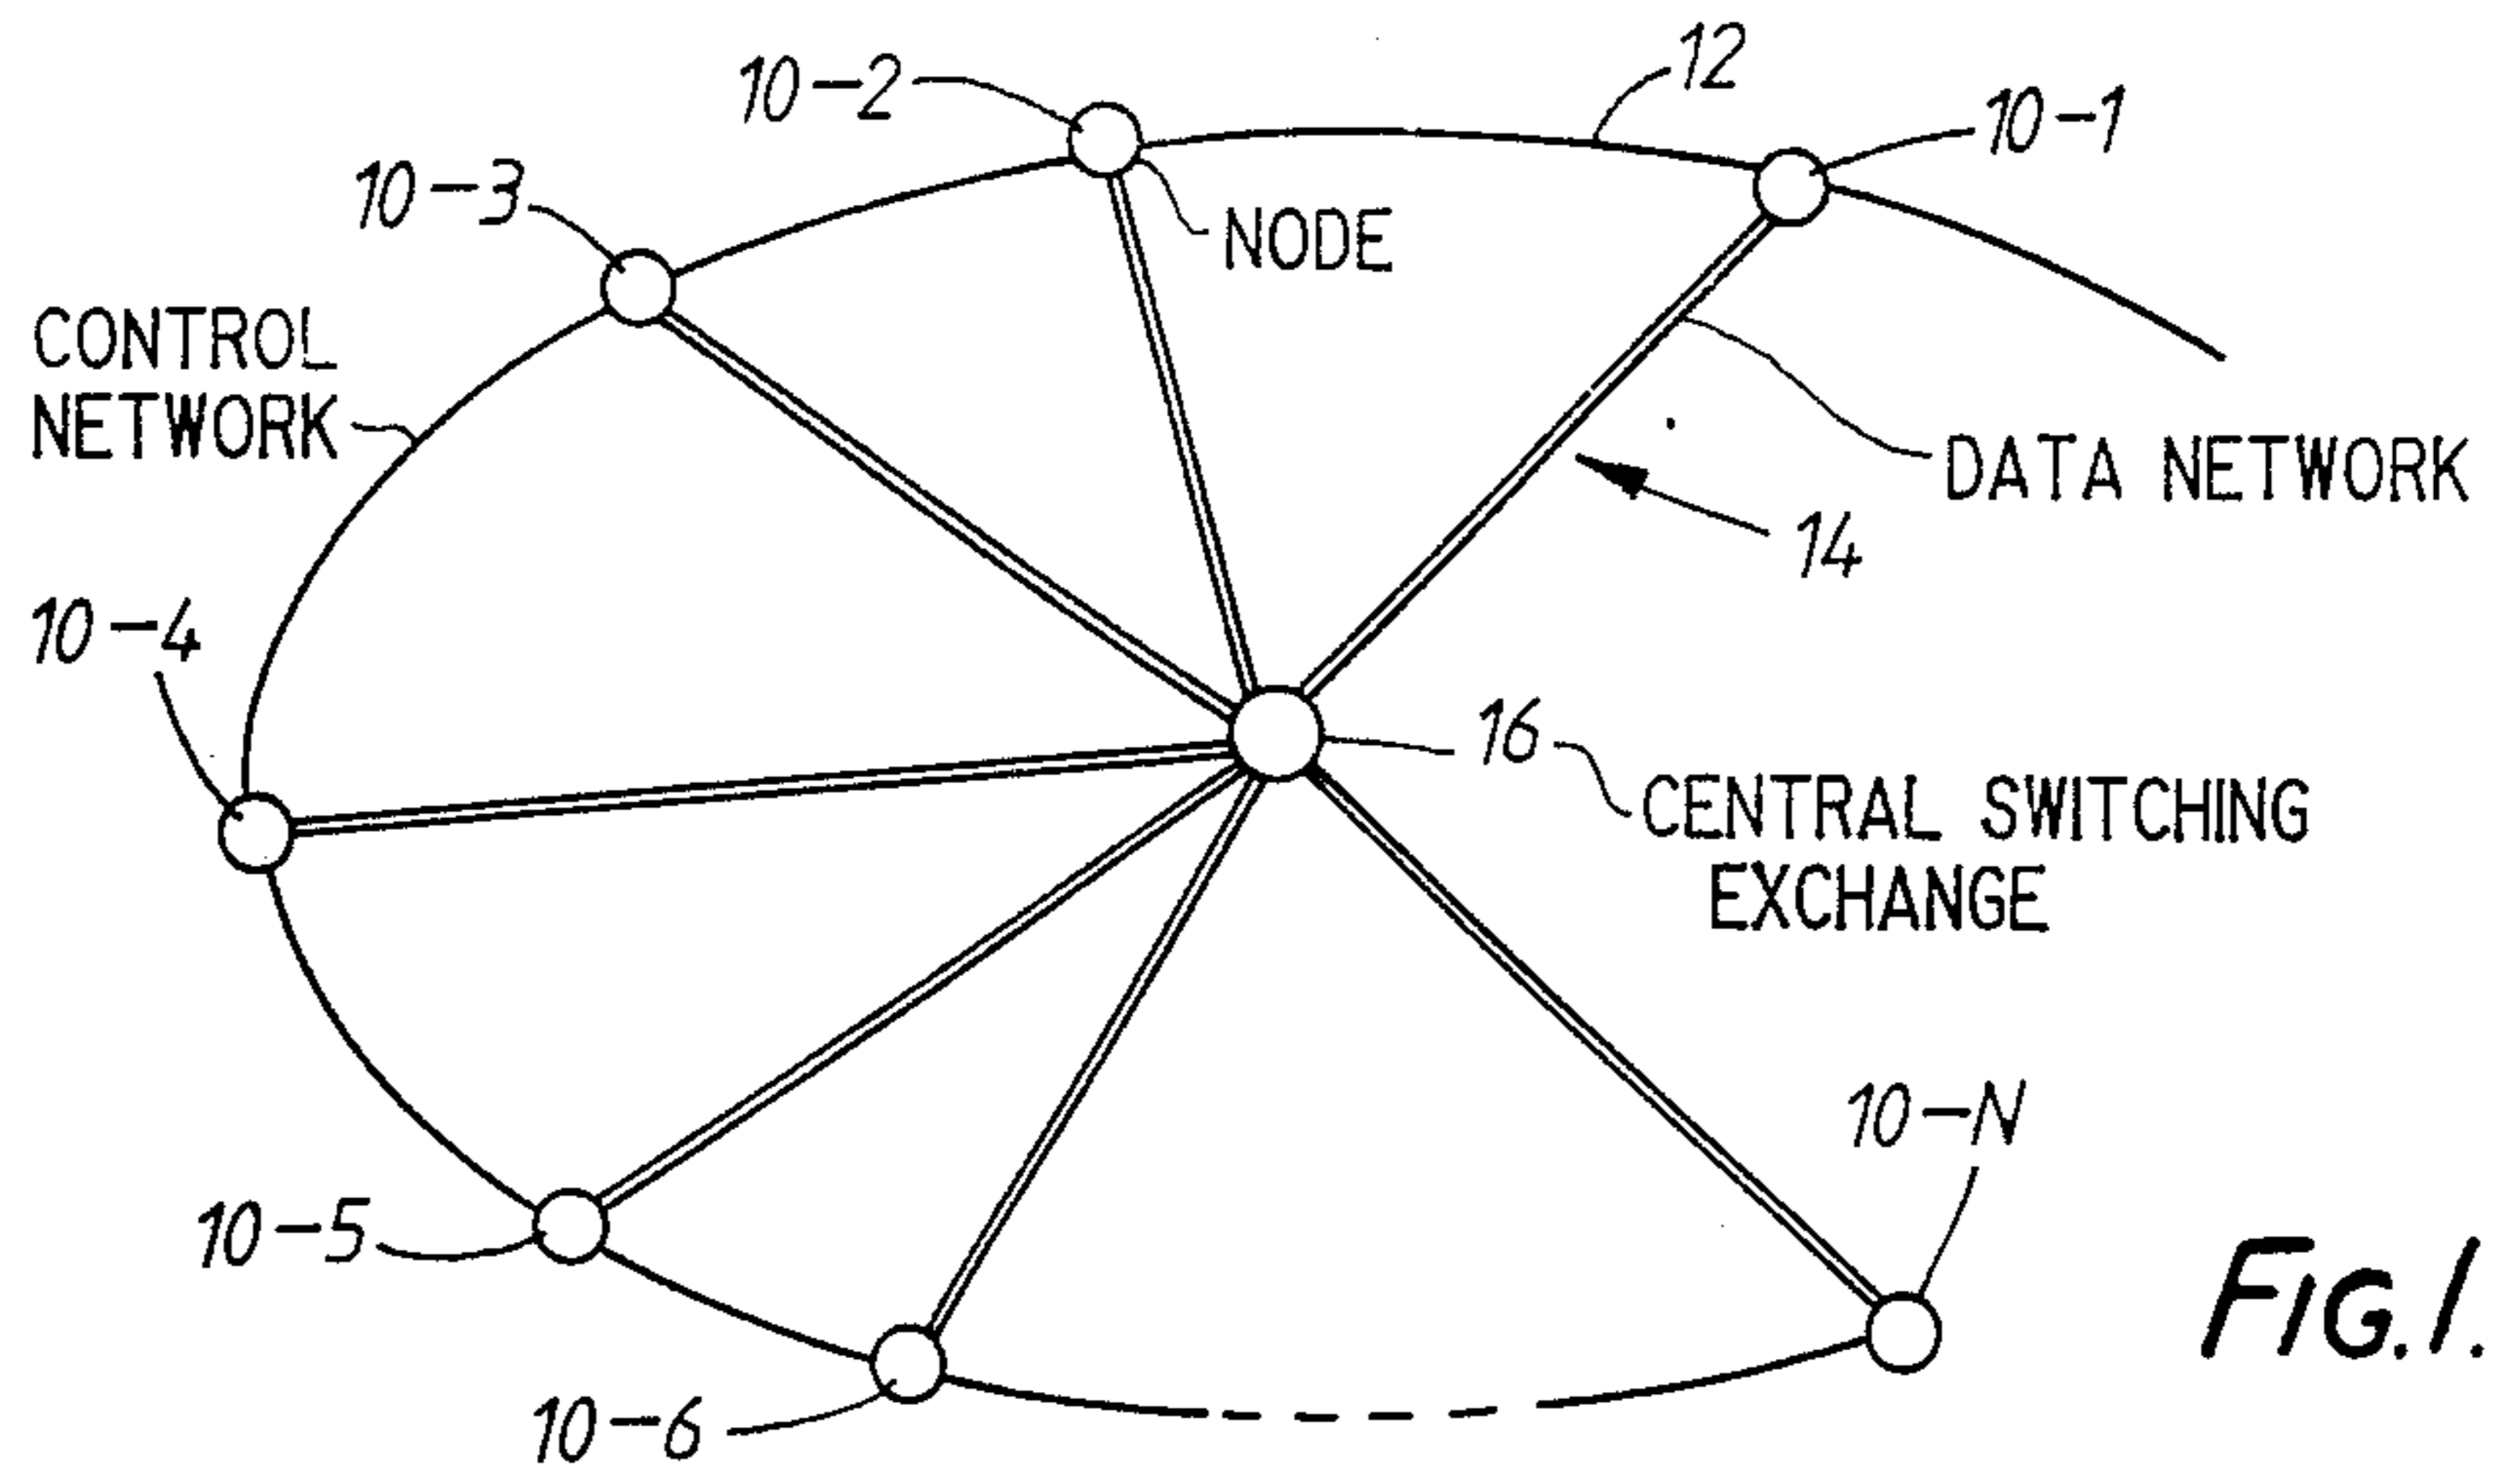 12
10-2
10-1
10-3
NODE
CONTROL
NETWORK
DATA NETWORK
14
10-4
16
CENTRAL SWITCHING
EXCHANGE
10-N
10-5
FIG.1.
10-6